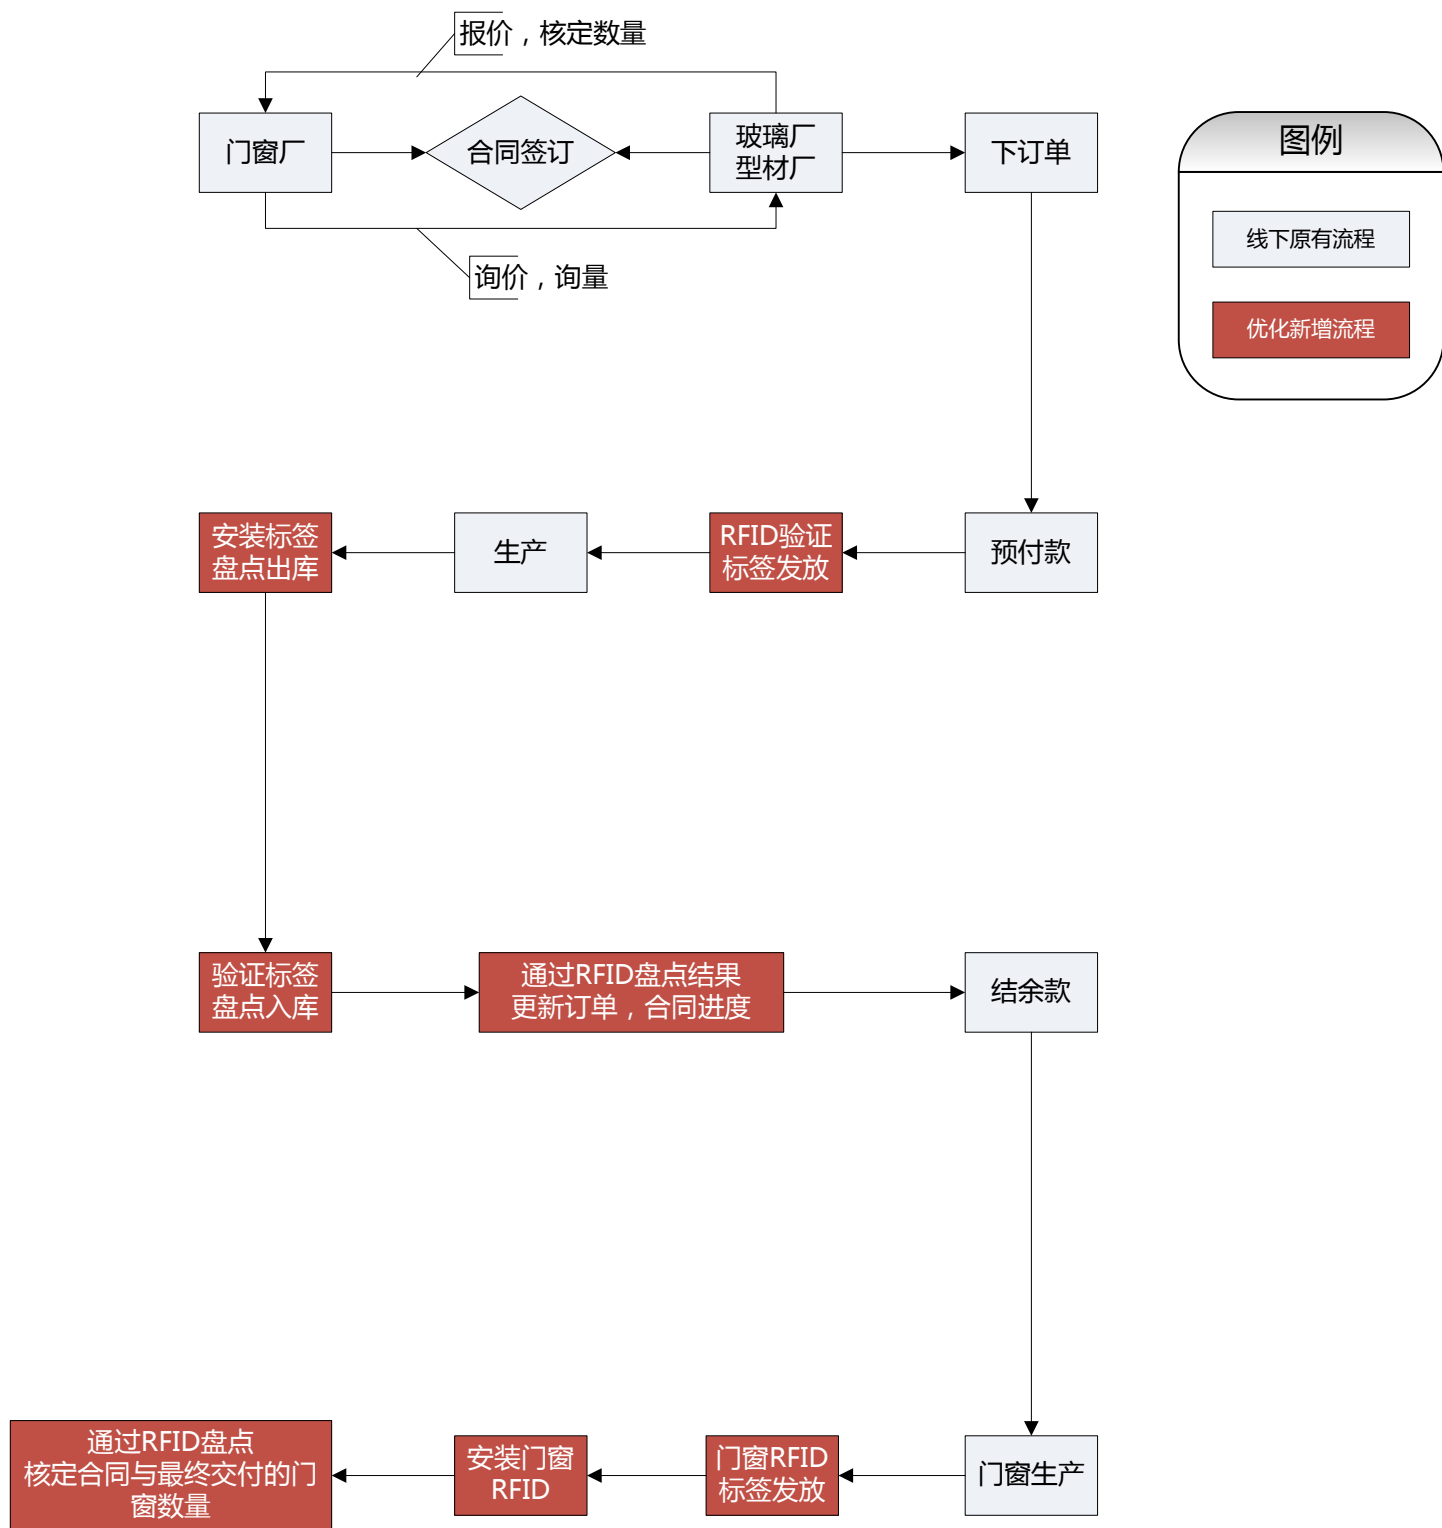 报价，核定数量
门窗厂
合同签订
玻璃厂
型材厂
下订单
询价，询量
图例
线下原有流程
优化新增流程
安装标签
盘点出库
生产
RFID验证
标签发放
预付款
验证标签
盘点入库
通过RFID盘点结果
更新订单，合同进度
结余款
通过RFID盘点
核定合同与最终交付的门
窗数量
安装门窗
RFID
门窗RFID
标签发放
门窗生产